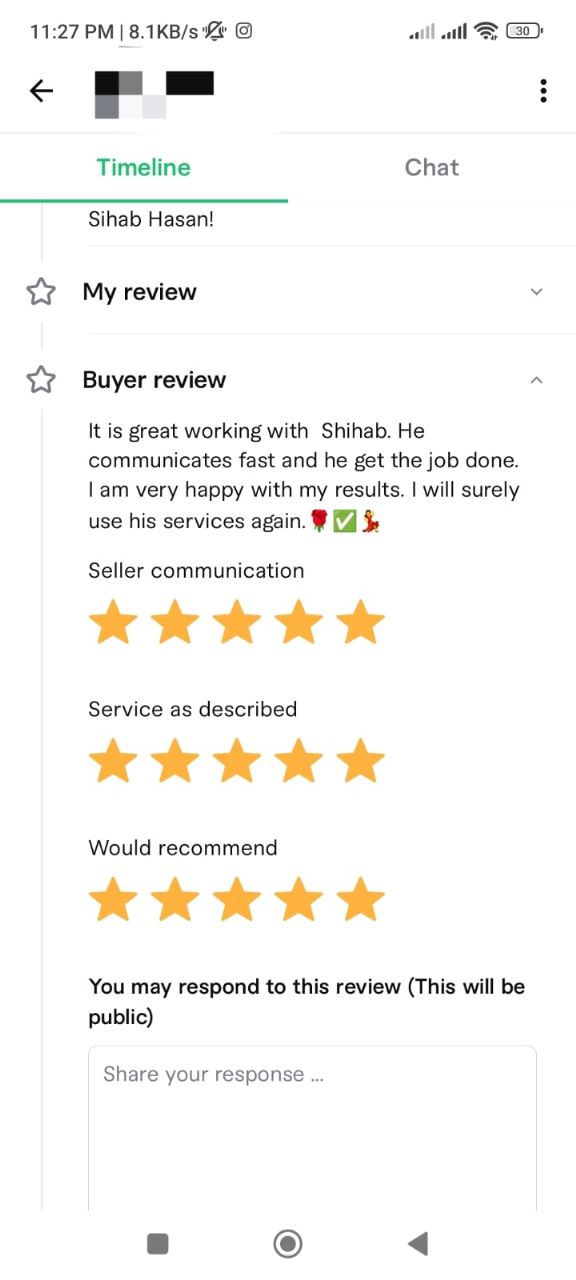 11:27 PM | 8.1KB/s
30
Timeline
Chat
Sihab Hasan!
My review
Buyer review
It is great working with  Shihab. He
communicates fast and he get the job done.
I am very happy with my results. I will surely
use his services again.🌹✅💃
Seller communication
Service as described
Would recommend
You may respond to this review (This will be
public)
Share your response ...